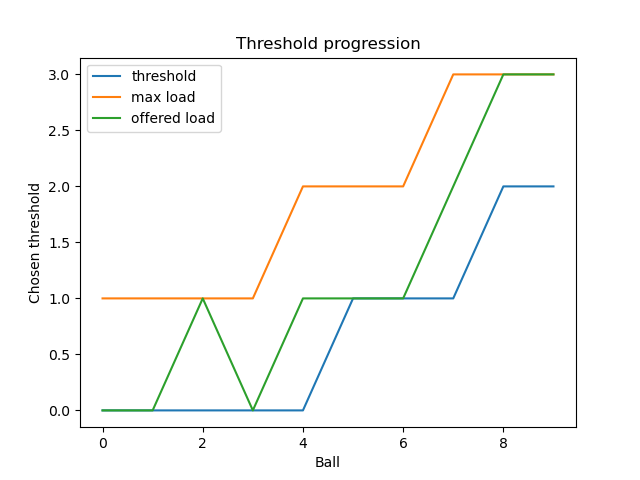 Threshold progression
threshold
max load
offered load
Chosen threshold
3.0
2.5
2.0
1.5
1.0
0.5
0.0
0 2 4 6 8
Ball